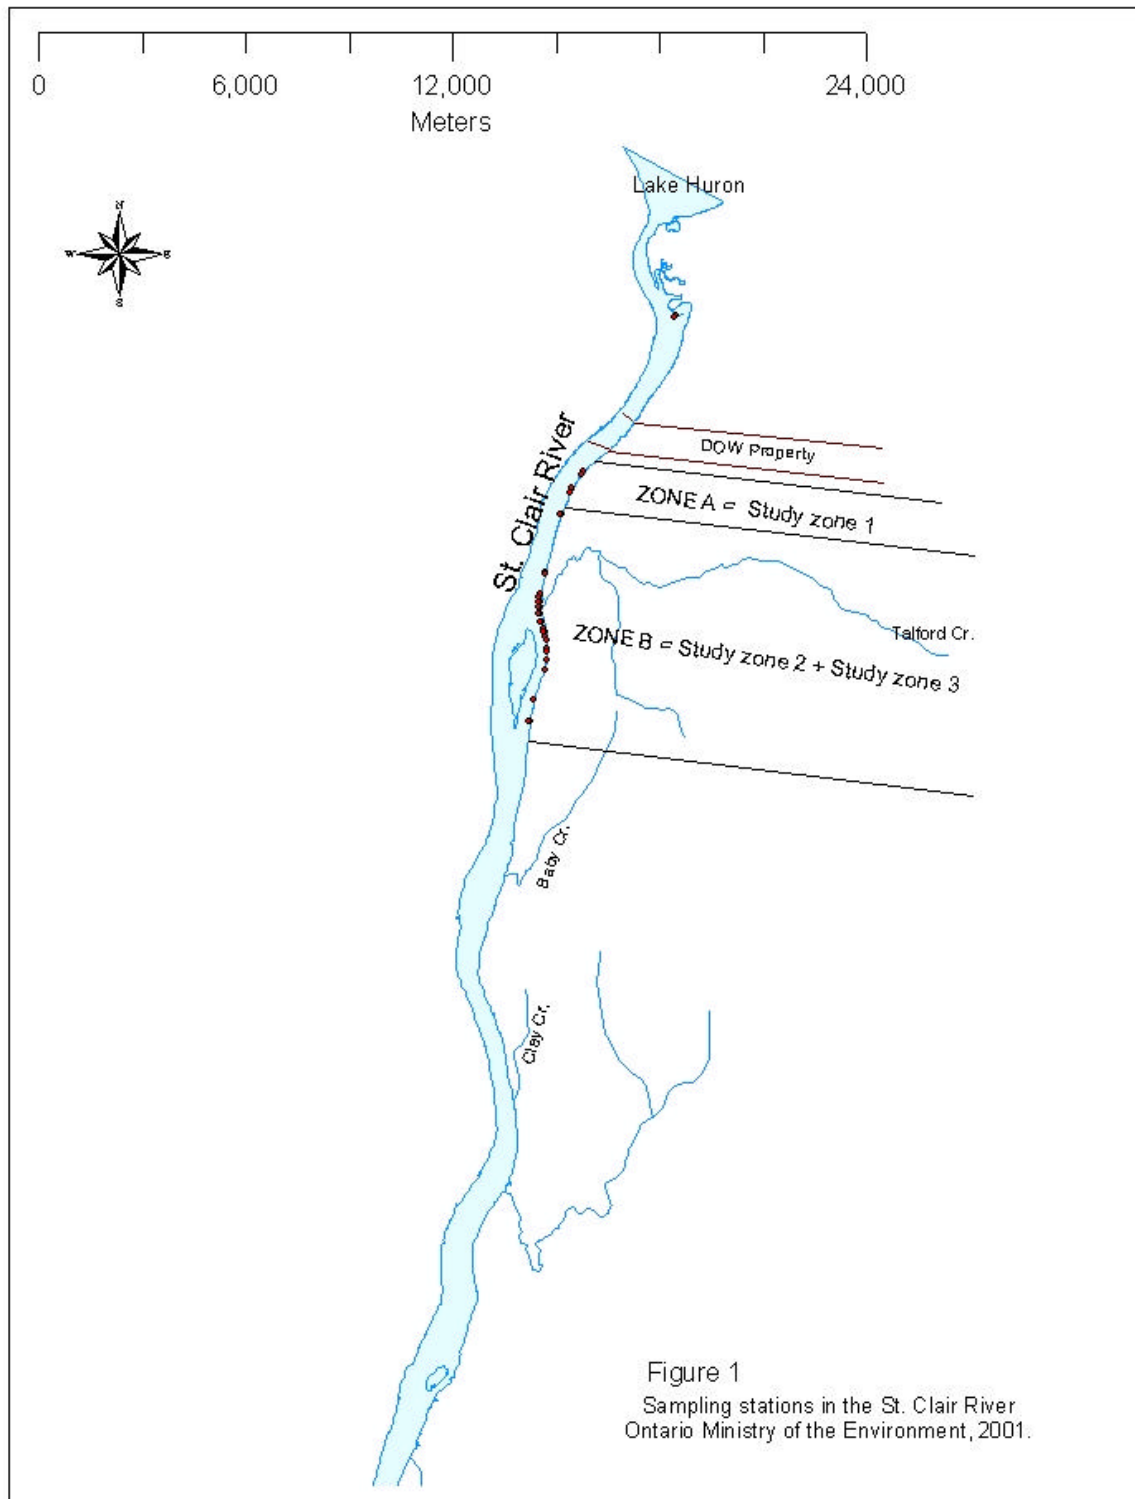 0 6,000 12,000 24,000
Meters
Lake Huron
N
W E
S
St. Clair River
DOW Property
ZONE A = Study zone 1
Talford Cr.
ZONE B = Study zone 2 + Study zone 3
Baby Cr.
Clay Cr.
Figure 1
Sampling stations in the St. Clair River
Ontario Ministry of the Environment, 2001.